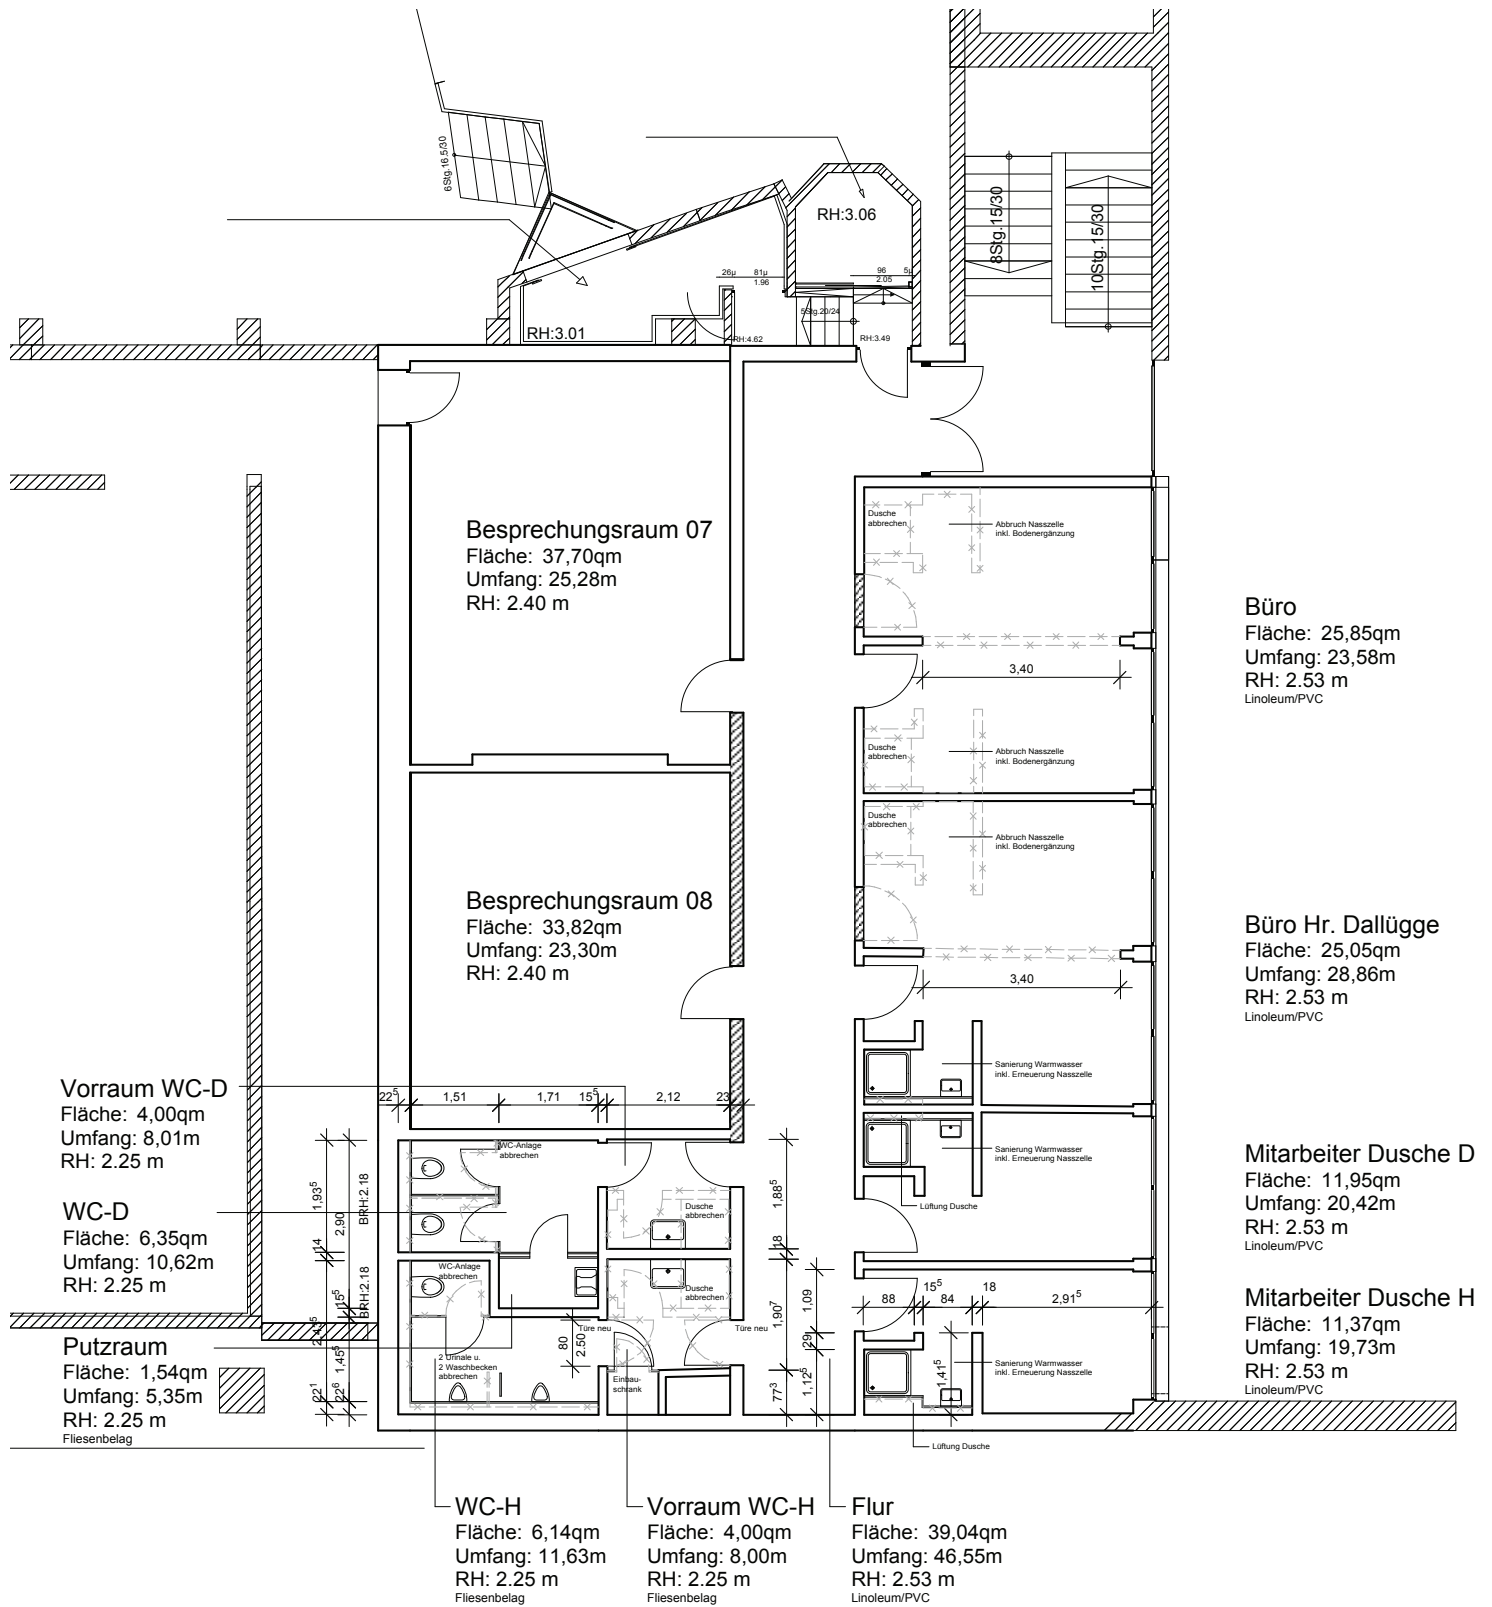 6Stg.16.5/30
RH:3.06
8Stg.15/30
10Stg.15/30
26µ
81µ
1.96
96
5µ
2.05
5Stg.20/24
RH:3.01
RH:4.62
RH:3.49
Besprechungsraum 07
Fläche: 37,70qm
Umfang: 25,28m
RH: 2.40 m
Dusche
abbrechen
Abbruch Nasszelle
inkl. Bodenergänzung
Büro
Fläche: 25,85qm
Umfang: 23,58m
RH: 2.53 m
Linoleum/PVC
3,40
Dusche
abbrechen
Abbruch Nasszelle
inkl. Bodenergänzung
Dusche
abbrechen
Abbruch Nasszelle
inkl. Bodenergänzung
Besprechungsraum 08
Fläche: 33,82qm
Umfang: 23,30m
RH: 2.40 m
Büro Hr. Dallügge
Fläche: 25,05qm
Umfang: 28,86m
RH: 2.53 m
Linoleum/PVC
3,40
Sanierung Warmwasser
inkl. Erneuerung Nasszelle
Vorraum WC-D
Fläche: 4,00qm
Umfang: 8,01m
RH: 2.25 m
22⁵
1,51
1,71
15⁵
2,12
23
WC-Anlage
abbrechen
Sanierung Warmwasser
inkl. Erneuerung Nasszelle
Mitarbeiter Dusche D
Fläche: 11,95qm
Umfang: 20,42m
RH: 2.53 m
Linoleum/PVC
WC-D
Fläche: 6,35qm
Umfang: 10,62m
RH: 2.25 m
1,93⁵
14
2,90
BRH:2.18
BRH:2.18
Dusche
abbrechen
1,88⁵
18
Lüftung Dusche
WC-Anlage
abbrechen
Dusche
abbrechen
15⁵
1,90⁷
1,09
29
88
15⁵
84
18
2,91⁵
Mitarbeiter Dusche H
Fläche: 11,37qm
Umfang: 19,73m
RH: 2.53 m
Linoleum/PVC
Putzraum
Fläche: 1,54qm
Umfang: 5,35m
RH: 2.25 m
Fliesenbelag
1,45⁵
22¹
22⁶
2 Urinale u.
2 Waschbecken
abbrechen
80
2.50
Türe neu
Türe neu
Einbau-
schrank
77³
1,12⁵
1,41⁵
Sanierung Warmwasser
inkl. Erneuerung Nasszelle
Lüftung Dusche
WC-H
Fläche: 6,14qm
Umfang: 11,63m
RH: 2.25 m
Fliesenbelag
Vorraum WC-H
Fläche: 4,00qm
Umfang: 8,00m
RH: 2.25 m
Fliesenbelag
Flur
Fläche: 39,04qm
Umfang: 46,55m
RH: 2.53 m
Linoleum/PVC